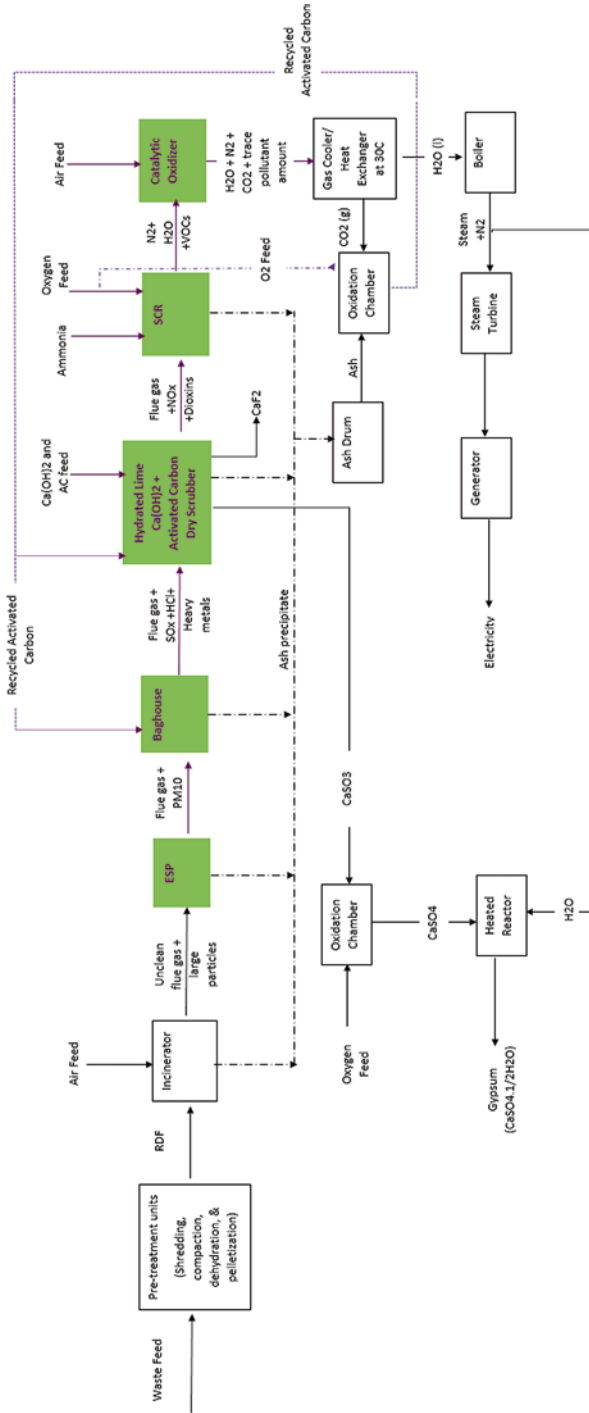 Waste Feed
Pre-treatment units
(Shredding,
compaction,
dehydration, &
pelletization)
RDF
Air Feed
Incinerator
Unclean
flue gas +
large
particles
ESP
Flue gas +
PM10
Baghouse
Recycled Activated
Carbon
Flue gas +
SOx +HCl+
Heavy
metals
Ca(OH)2 and
AC feed
Hydrated Lime
Ca(OH)2 +
Activated Carbon
Dry Scrubber
CaF2
Flue gas
+NOx
+Dioxins
Ammonia
Oxygen
Feed
SCR
N2+
H2O
+VOCs
Air Feed
Catalytic
Oxidizer
H2O + N2 +
CO2 + trace
pollutant
amount
Recycled
Activated Carbon
Gas Cooler/
Heat
Exchanger
at 30C
O2 Feed
CO2 (g)
Oxidation
Chamber
Ash
Ash Drum
Ash precipitate
H2O (l)
Boiler
Steam
+N2
Steam
Turbine
Generator
Electricity
CaSO3
Oxygen
Feed
Oxidation
Chamber
CaSO4
Heated
Reactor
H2O
Gypsum
(CaSO4.1/2H2O)